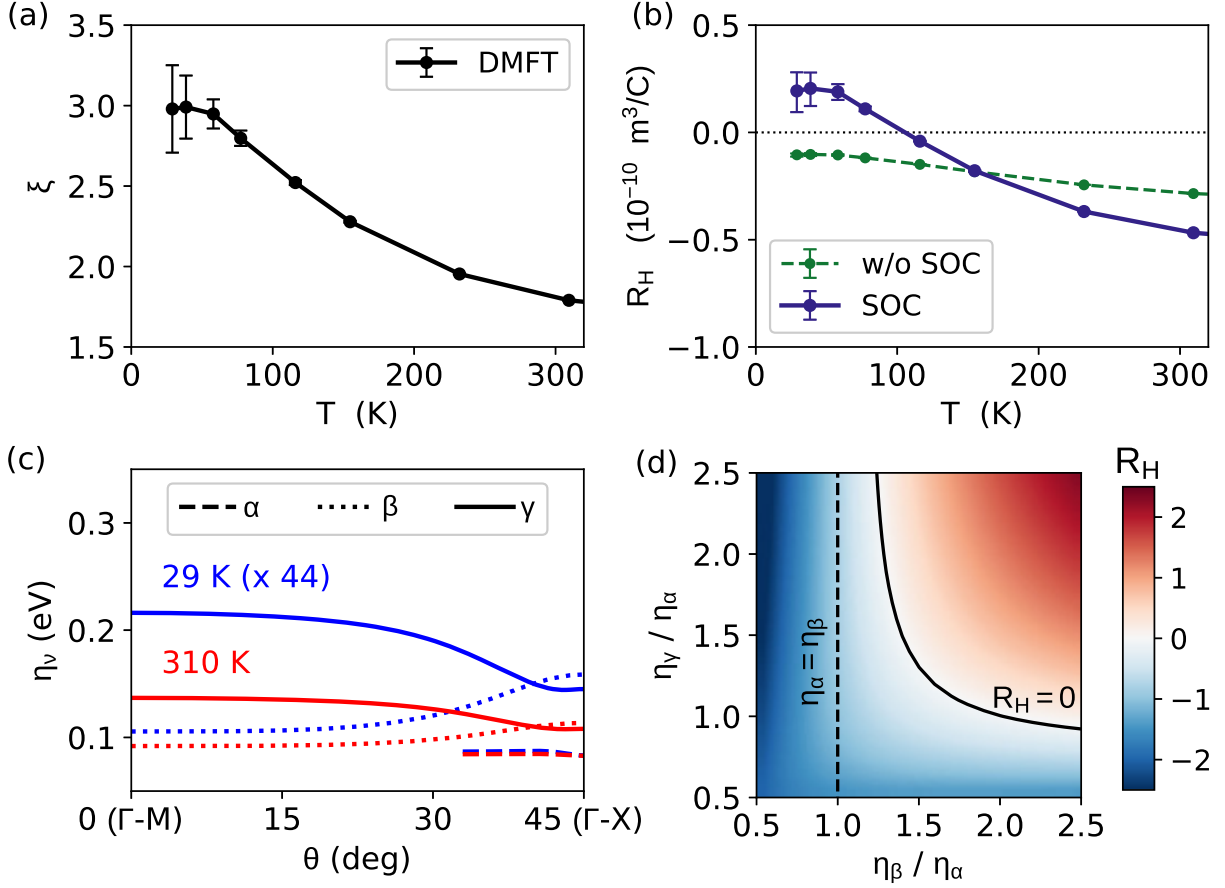 (a)
3.5
3.0
2.5
2.0
1.5
ξ
DMFT
0
100
200
300
T (K)
(b)
0.5
0.0
−0.5
−1.0
R_H (10⁻¹⁰ m³/C)
w/o SOC
SOC
0
100
200
300
T (K)
(c)
0.3
0.2
0.1
η_ν (eV)
α
β
γ
29 K (x 44)
310 K
0 (Γ-M)
15
30
45 (Γ-X)
θ (deg)
(d)
2.5
2.0
1.5
1.0
0.5
η_γ / η_α
η_α = η_β
R_H = 0
0.5
1.0
1.5
2.0
2.5
η_β / η_α
R_H
2
1
0
−1
−2